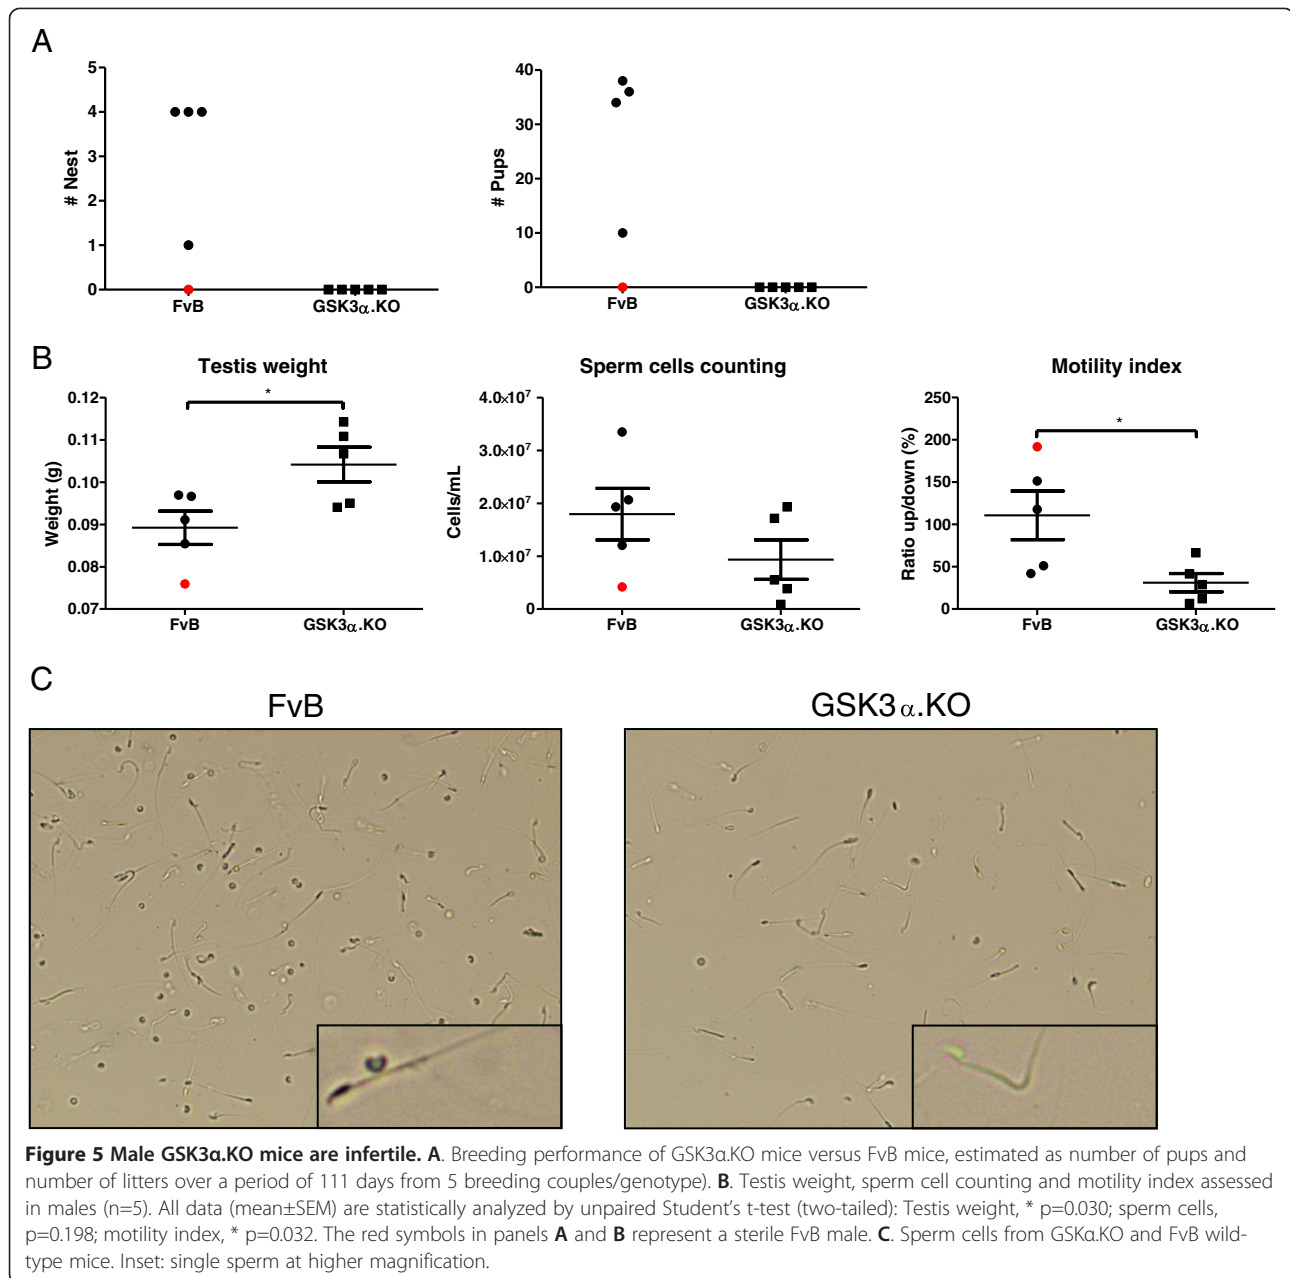 A
# Nest
5
4
3
2
1
0
FvB
GSK3α.KO
# Pups
40
30
20
10
0
FvB
GSK3α.KO
B
Testis weight
Weight (g)
0.12
0.11
0.10
0.09
0.08
0.07
*
FvB
GSK3α.KO
Sperm cells counting
Cells/mL
4.0×10⁷
3.0×10⁷
2.0×10⁷
1.0×10⁷
0
FvB
GSK3α.KO
Motility index
Ratio up/down (%)
250
200
150
100
50
0
*
FvB
GSK3α.KO
C
FvB
GSK3α.KO
Figure 5 Male GSK3α.KO mice are infertile. A. Breeding performance of GSK3α.KO mice versus FvB mice, estimated as number of pups and
number of litters over a period of 111 days from 5 breeding couples/genotype). B. Testis weight, sperm cell counting and motility index assessed
in males (n=5). All data (mean±SEM) are statistically analyzed by unpaired Student's t-test (two-tailed): Testis weight, * p=0.030; sperm cells,
p=0.198; motility index, * p=0.032. The red symbols in panels A and B represent a sterile FvB male. C. Sperm cells from GSKα.KO and FvB wild-
type mice. Inset: single sperm at higher magnification.